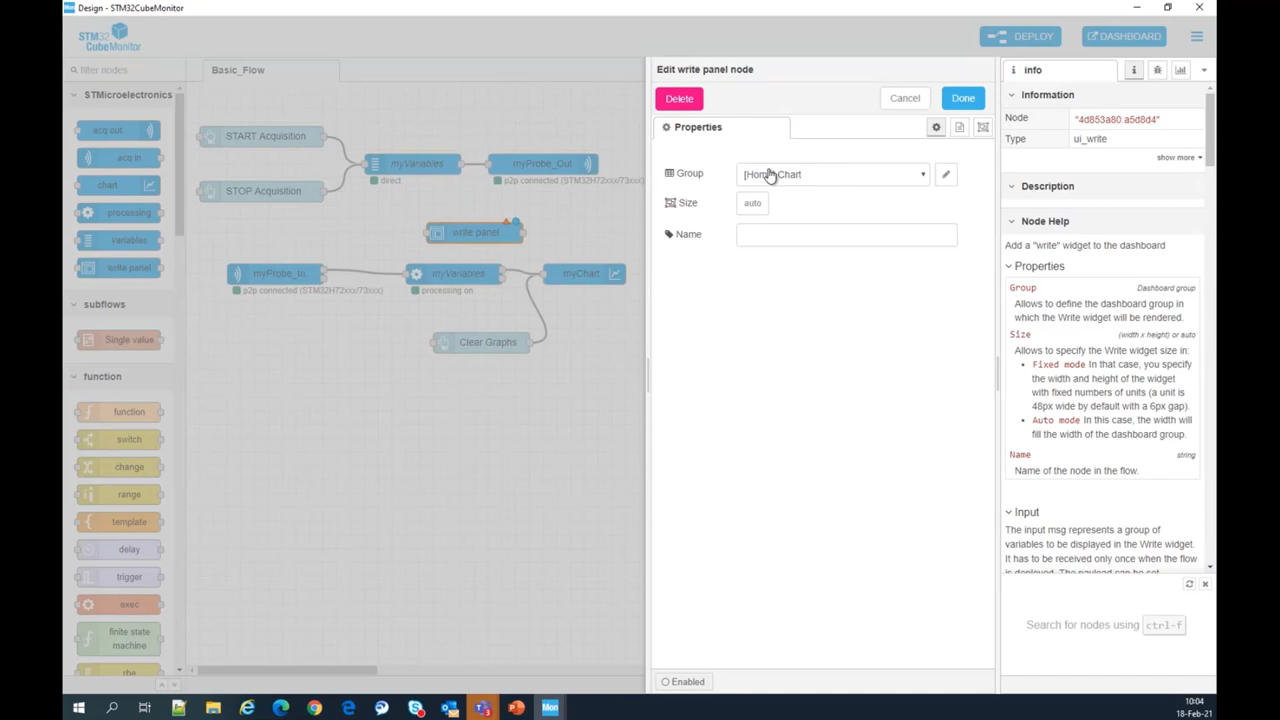 Mon Design - STM32CubeMonitor
STM32
CubeMonitor
DEPLOY
DASHBOARD
filter nodes
STMicroelectronics
acq out
acq in
chart
processing
variables
write panel
subflows
Single value
function
function
switch
change
range
template
delay
trigger
exec
finite state
machine
rbe
Basic_Flow
START Acquisition
STOP Acquisition
myVariables
direct
myProbe_Out
p2p connected (STM32H72xxx/73xxx)
write panel
myProbe_In
p2p connected (STM32H72xxx/73xxx)
myVariables
processing on
myChart
Clear Graphs
Edit write panel node
Delete
Cancel
Done
Properties
Group
Chart
Size
auto
Name
Enabled
i info
i
Information
Node
"4d853a80.a5d8d4"
Type
ui_write
show more
Description
Node Help
Add a "write" widget to the dashboard
Properties
Group
Dashboard group
Allows to define the dashboard group in
which the Write widget will be rendered.
Size
(width x height) or auto
Allows to specify the Write widget size in:
Fixed mode In that case, you specify
the width and height of the widget
with fixed numbers of units (a unit is
48px wide by default with a 6px gap).
Auto mode In this case, the width will
fill the width of the dashboard group.
Name
string
Name of the node in the flow.
Input
The input msg represents a group of
variables to be displayed in the Write widget.
It has to be received only once when the flow
is deployed. The payload can be set
Search for nodes using ctrl-f
Mon
10:04
18-Feb-21